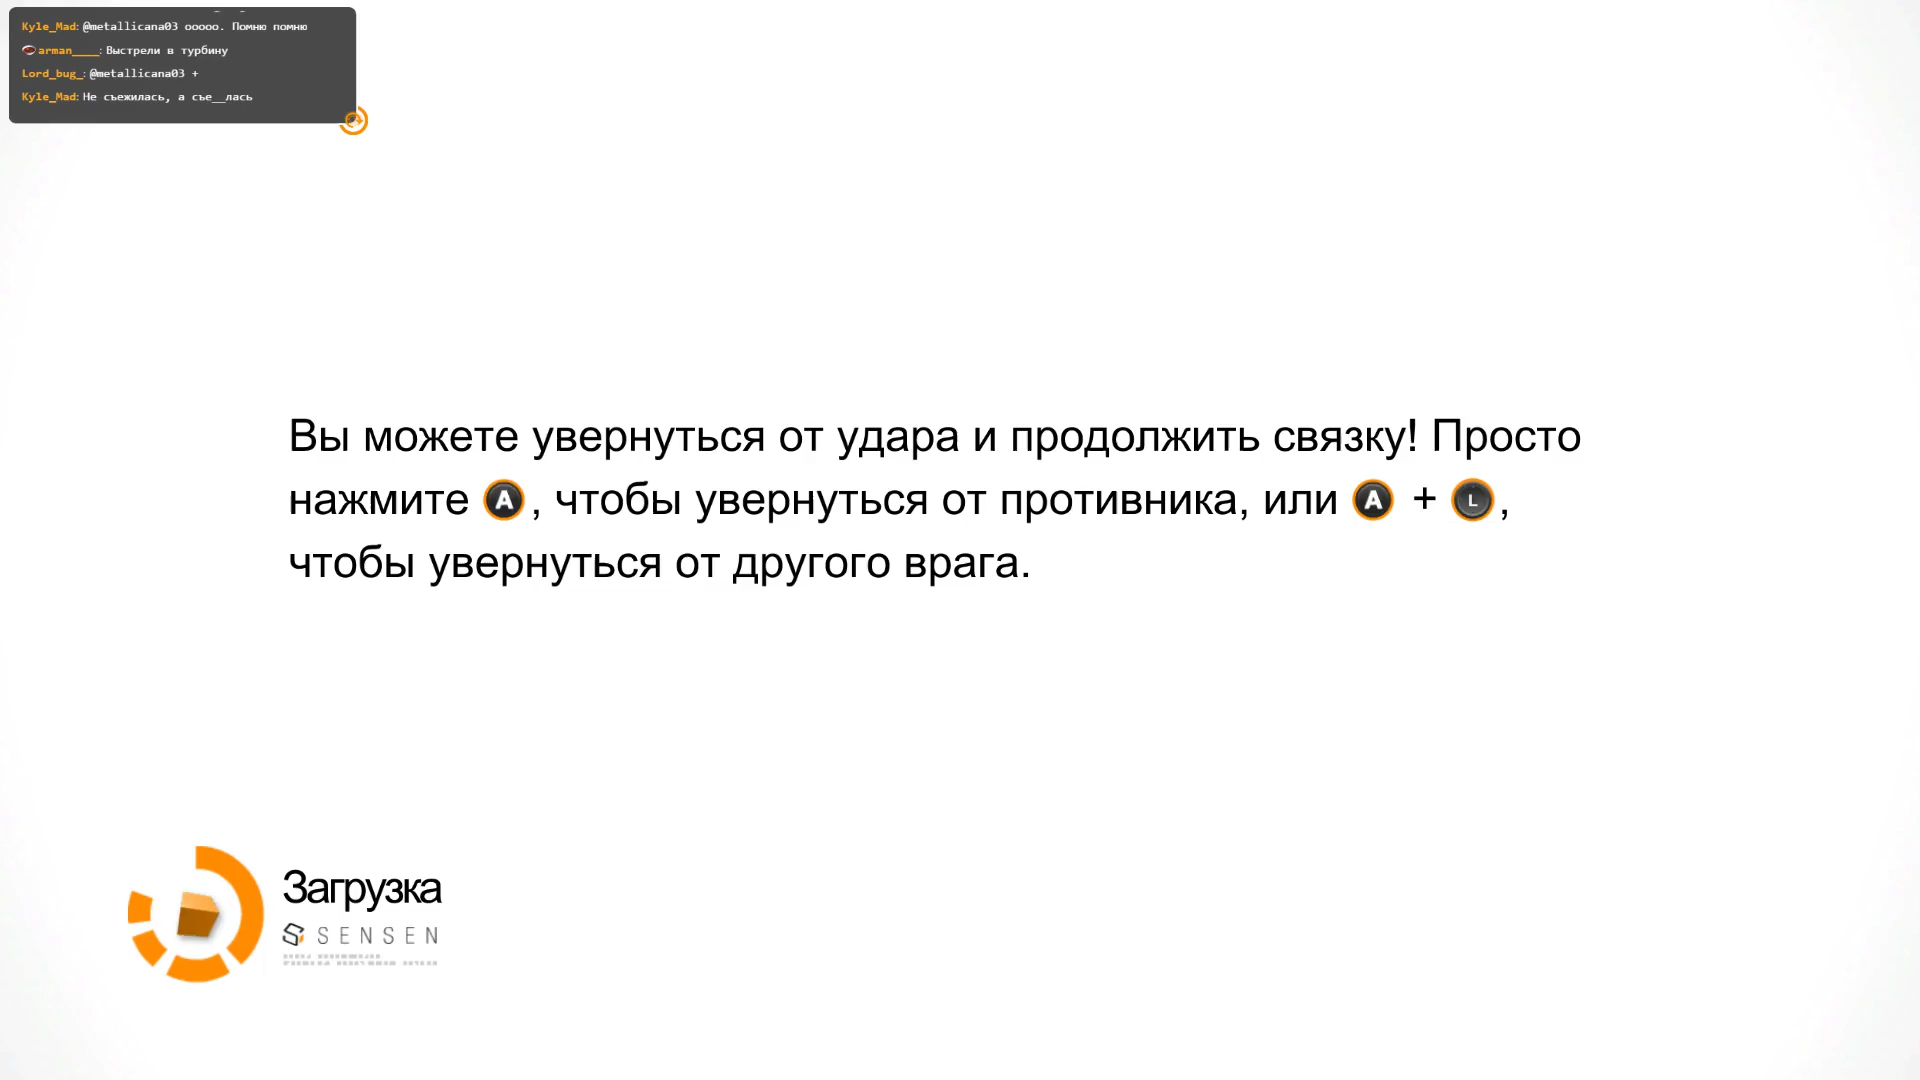 Kyle_Mad: @metallicana03 ооооо. Помню помню
arman____: Выстрели в турбину
Lord_bug_: @metallicana03 +
Kyle_Mad: Не съежилась, а съе__лась
Вы можете увернуться от удара и продолжить связку! Просто
нажмите A, чтобы увернуться от противника, или A + L,
чтобы увернуться от другого врага.
Загрузка
SENSEN